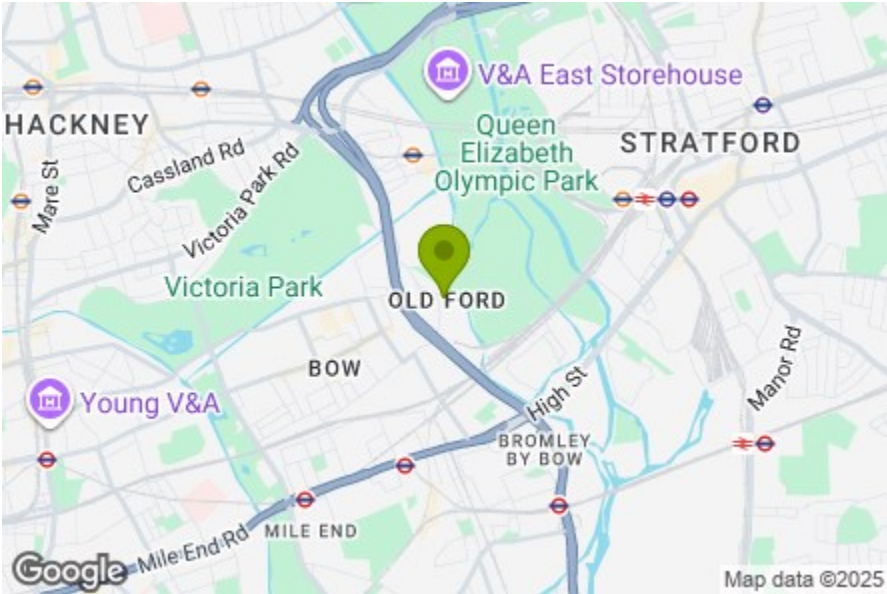 V&A East Storehouse
HACKNEY
Queen
Elizabeth
Olympic Park
STRATFORD
Cassland Rd
Mare St
Victoria Park Rd
Victoria Park
OLD FORD
BOW
Manor Rd
Young V&A
High St
BROMLEY
BY BOW
MILE END
Mile End Rd
Google
Map data ©2025